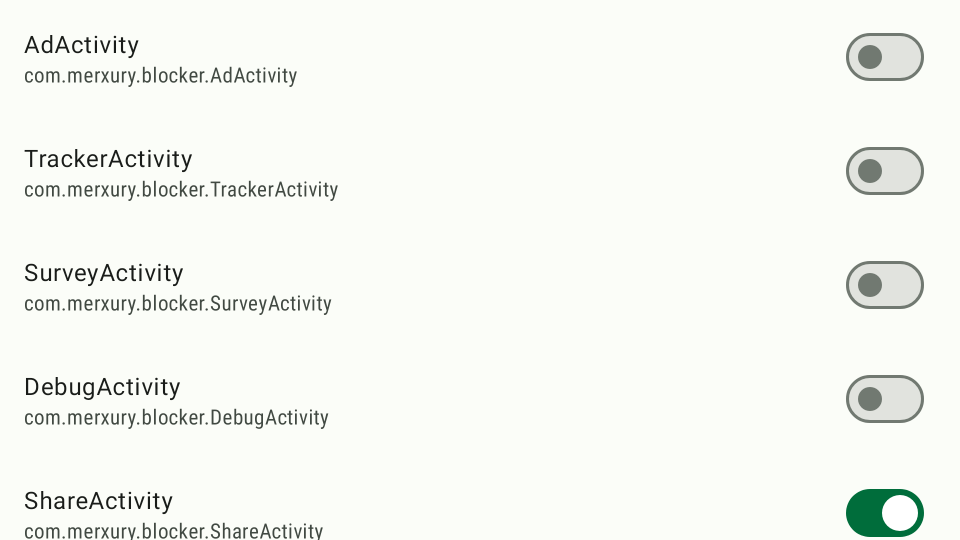 AdActivity
com.merxury.blocker.AdActivity
TrackerActivity
com.merxury.blocker.TrackerActivity
SurveyActivity
com.merxury.blocker.SurveyActivity
DebugActivity
com.merxury.blocker.DebugActivity
ShareActivity
com.merxury.blocker.ShareActivity